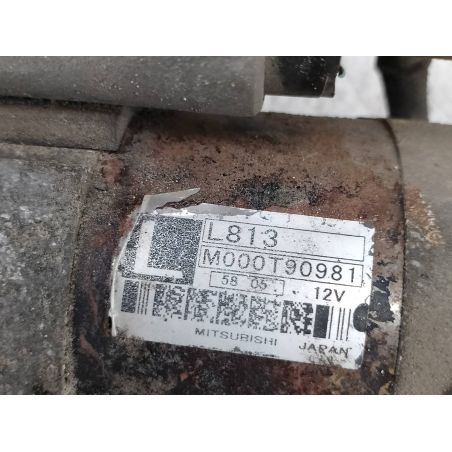 L
L813
M000T90981
58 05
12V
MITSUBISHI JAPAN